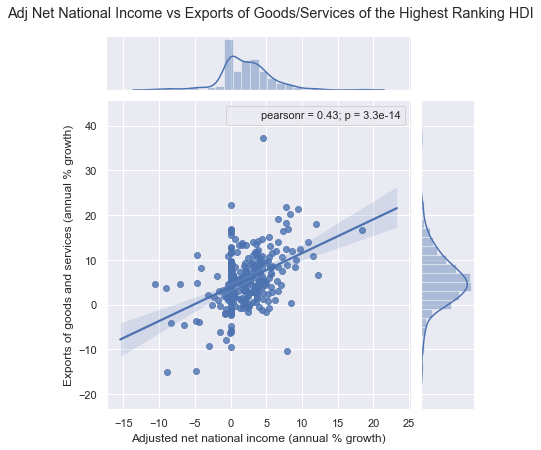 Adj Net National Income vs Exports of Goods/Services of the Highest Ranking HDI
pearsonr = 0.43; p = 3.3e-14
Exports of goods and services (annual % growth)
40
30
20
10
0
−10
−20
−15 −10 −5 0 5 10 15 20 25
Adjusted net national income (annual % growth)